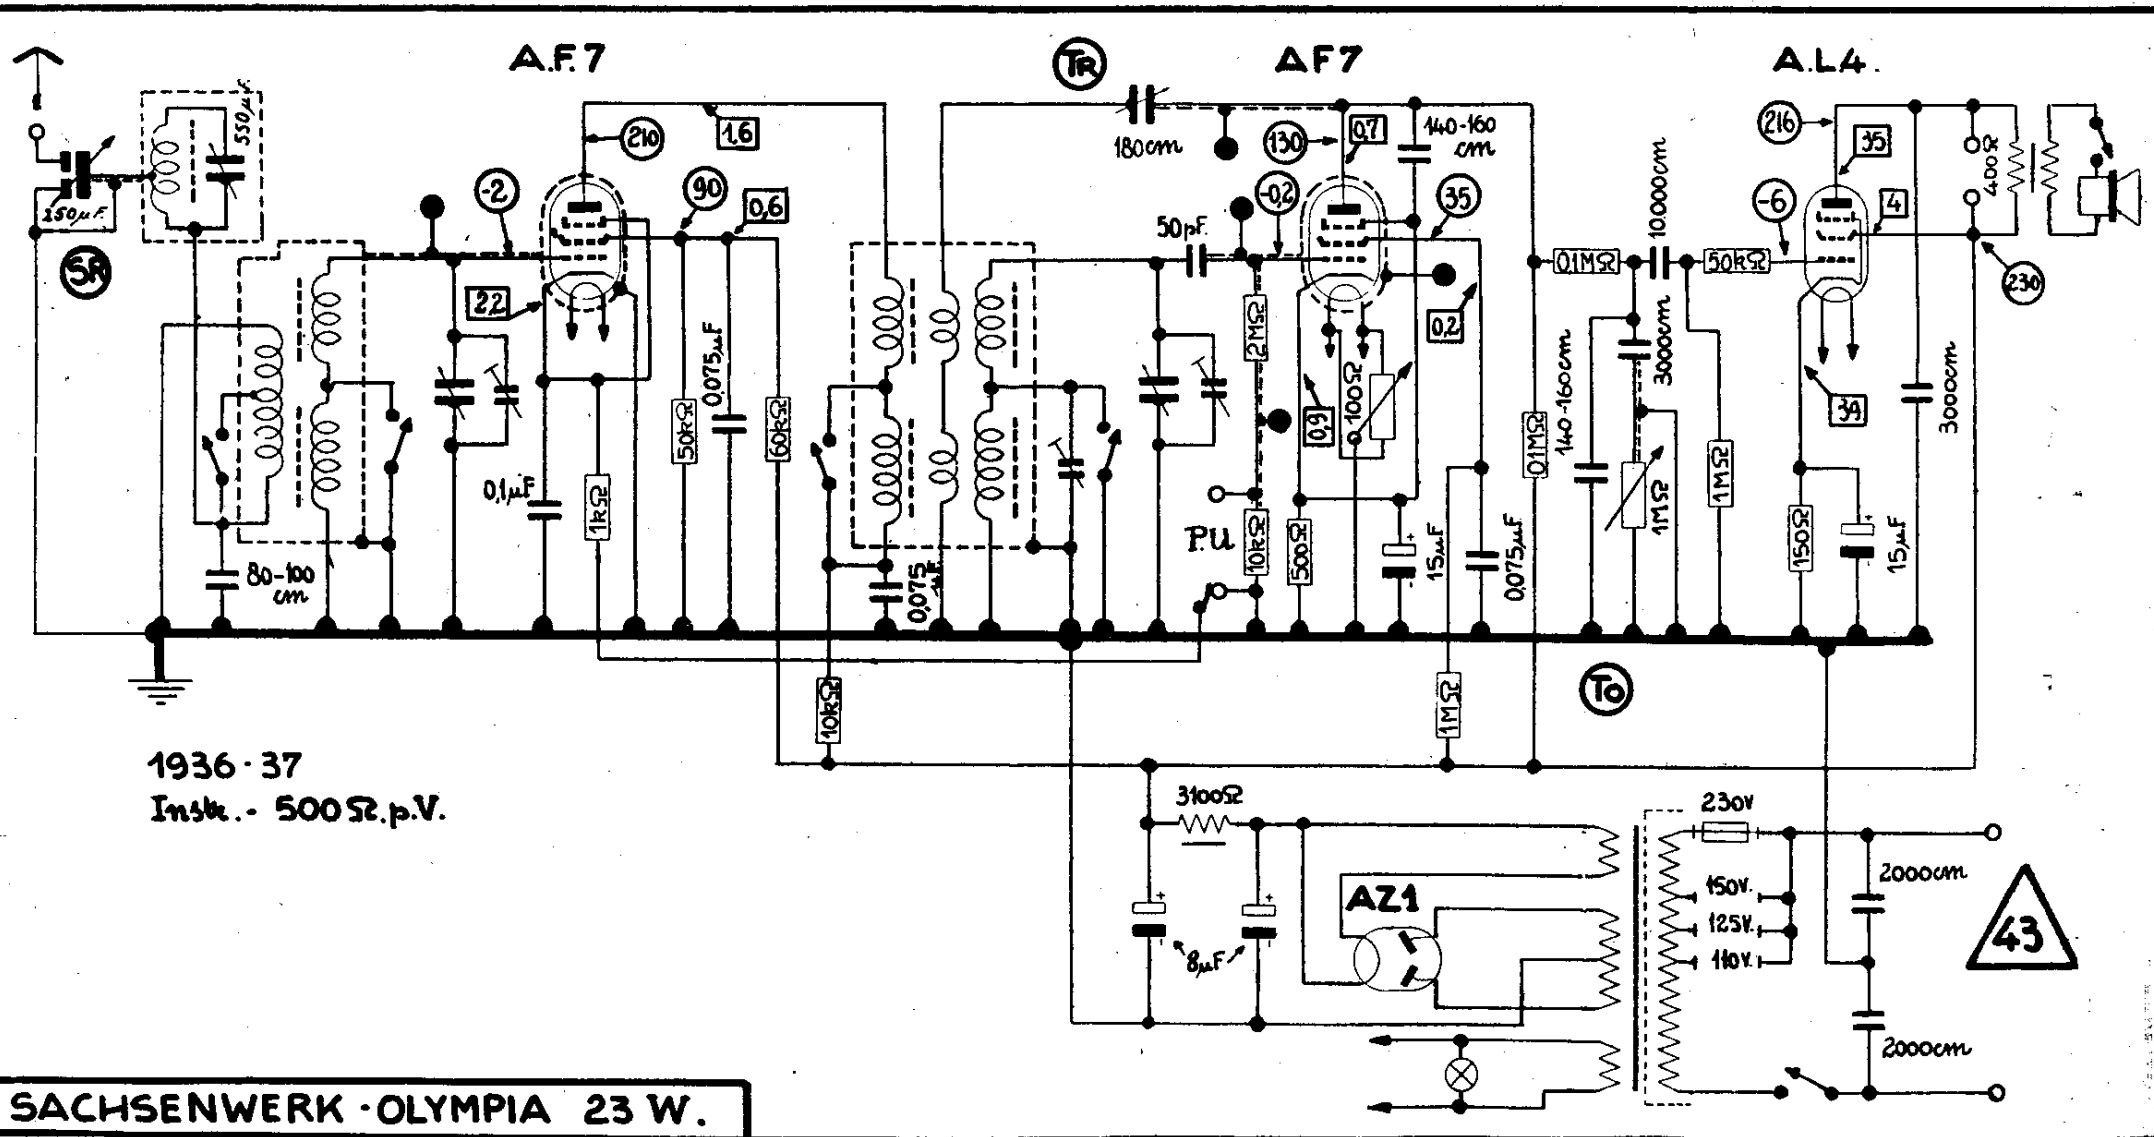 A.F.7
TR
AF7
A.L4.
550µF.
250µF.
SR
210
1,6
-2
90
0,6
22
180cm
130
0,7
140-160
cm
-0,2
35
50pF.
0,2
216
35
-6
4
400Ω
230
10.000cm
0,1MΩ
50kΩ
3000cm
140-160cm
0,1MΩ
1MΩ
1MΩ
39
3000cm
150Ω
15µF
0,075µF
50kΩ
60kΩ
0,1µF
1kΩ
80-100
cm
0,075
µF
2MΩ
0,9
100Ω
P.U
10kΩ
500Ω
15µF
0,075µF
10kΩ
1MΩ
To
1936·37
Instr.- 500Ω.p.V.
3100Ω
230V
150V.
125V.
110V.
2000cm
AZ1
8µF
43
2000cm
SACHSENWERK·OLYMPIA 23 W.